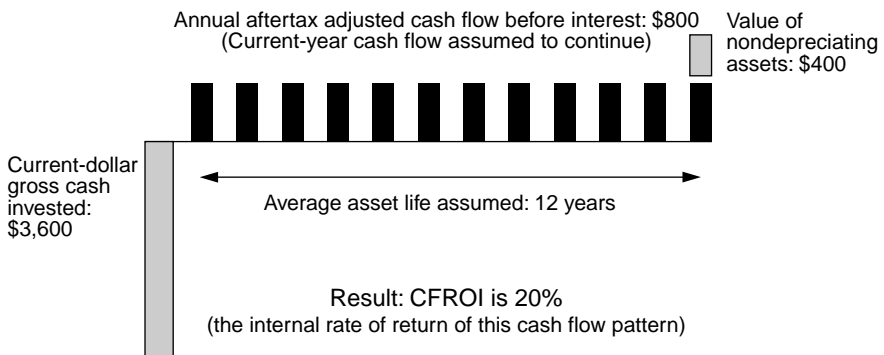 Annual aftertax adjusted cash flow before interest: $800
(Current-year cash flow assumed to continue)
Value of
nondepreciating
assets: $400
Current-dollar
gross cash
invested:
$3,600
Average asset life assumed: 12 years
Result: CFROI is 20%
(the internal rate of return of this cash flow pattern)